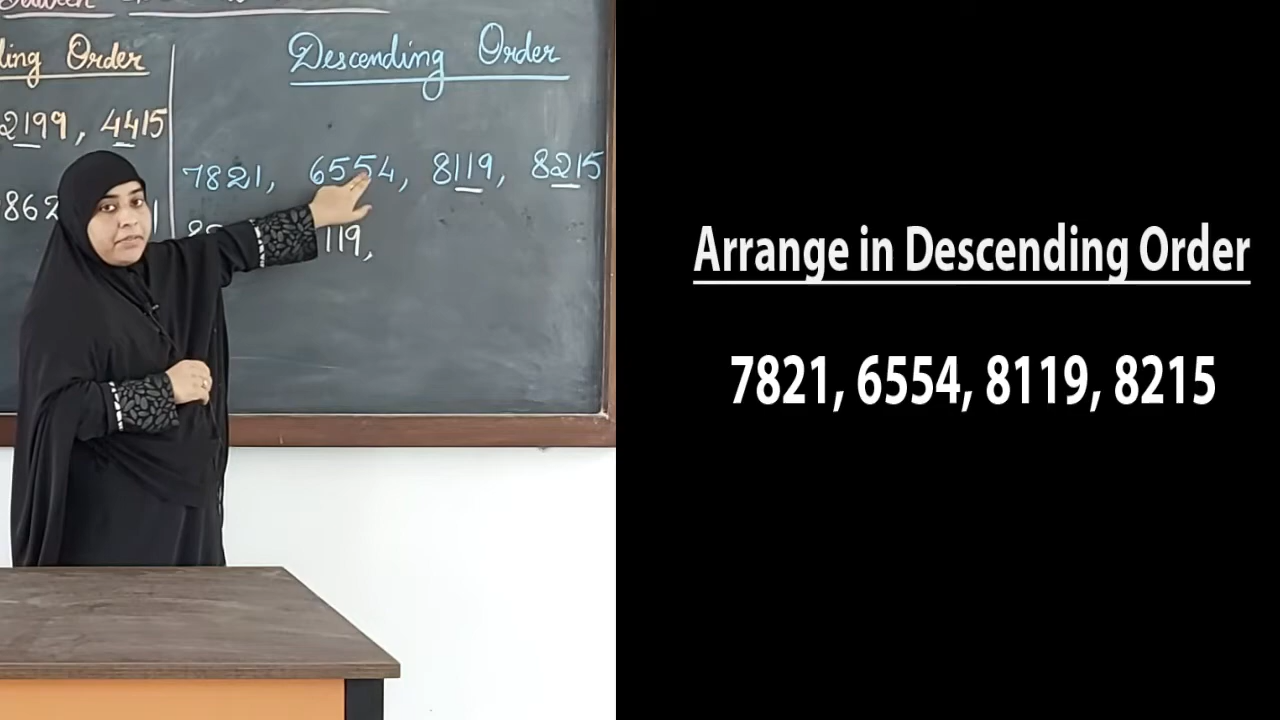 ding Order
2199, 4415
862
Descending Order
7821, 6554, 8119, 8215
119,
Arrange in Descending Order
7821, 6554, 8119, 8215